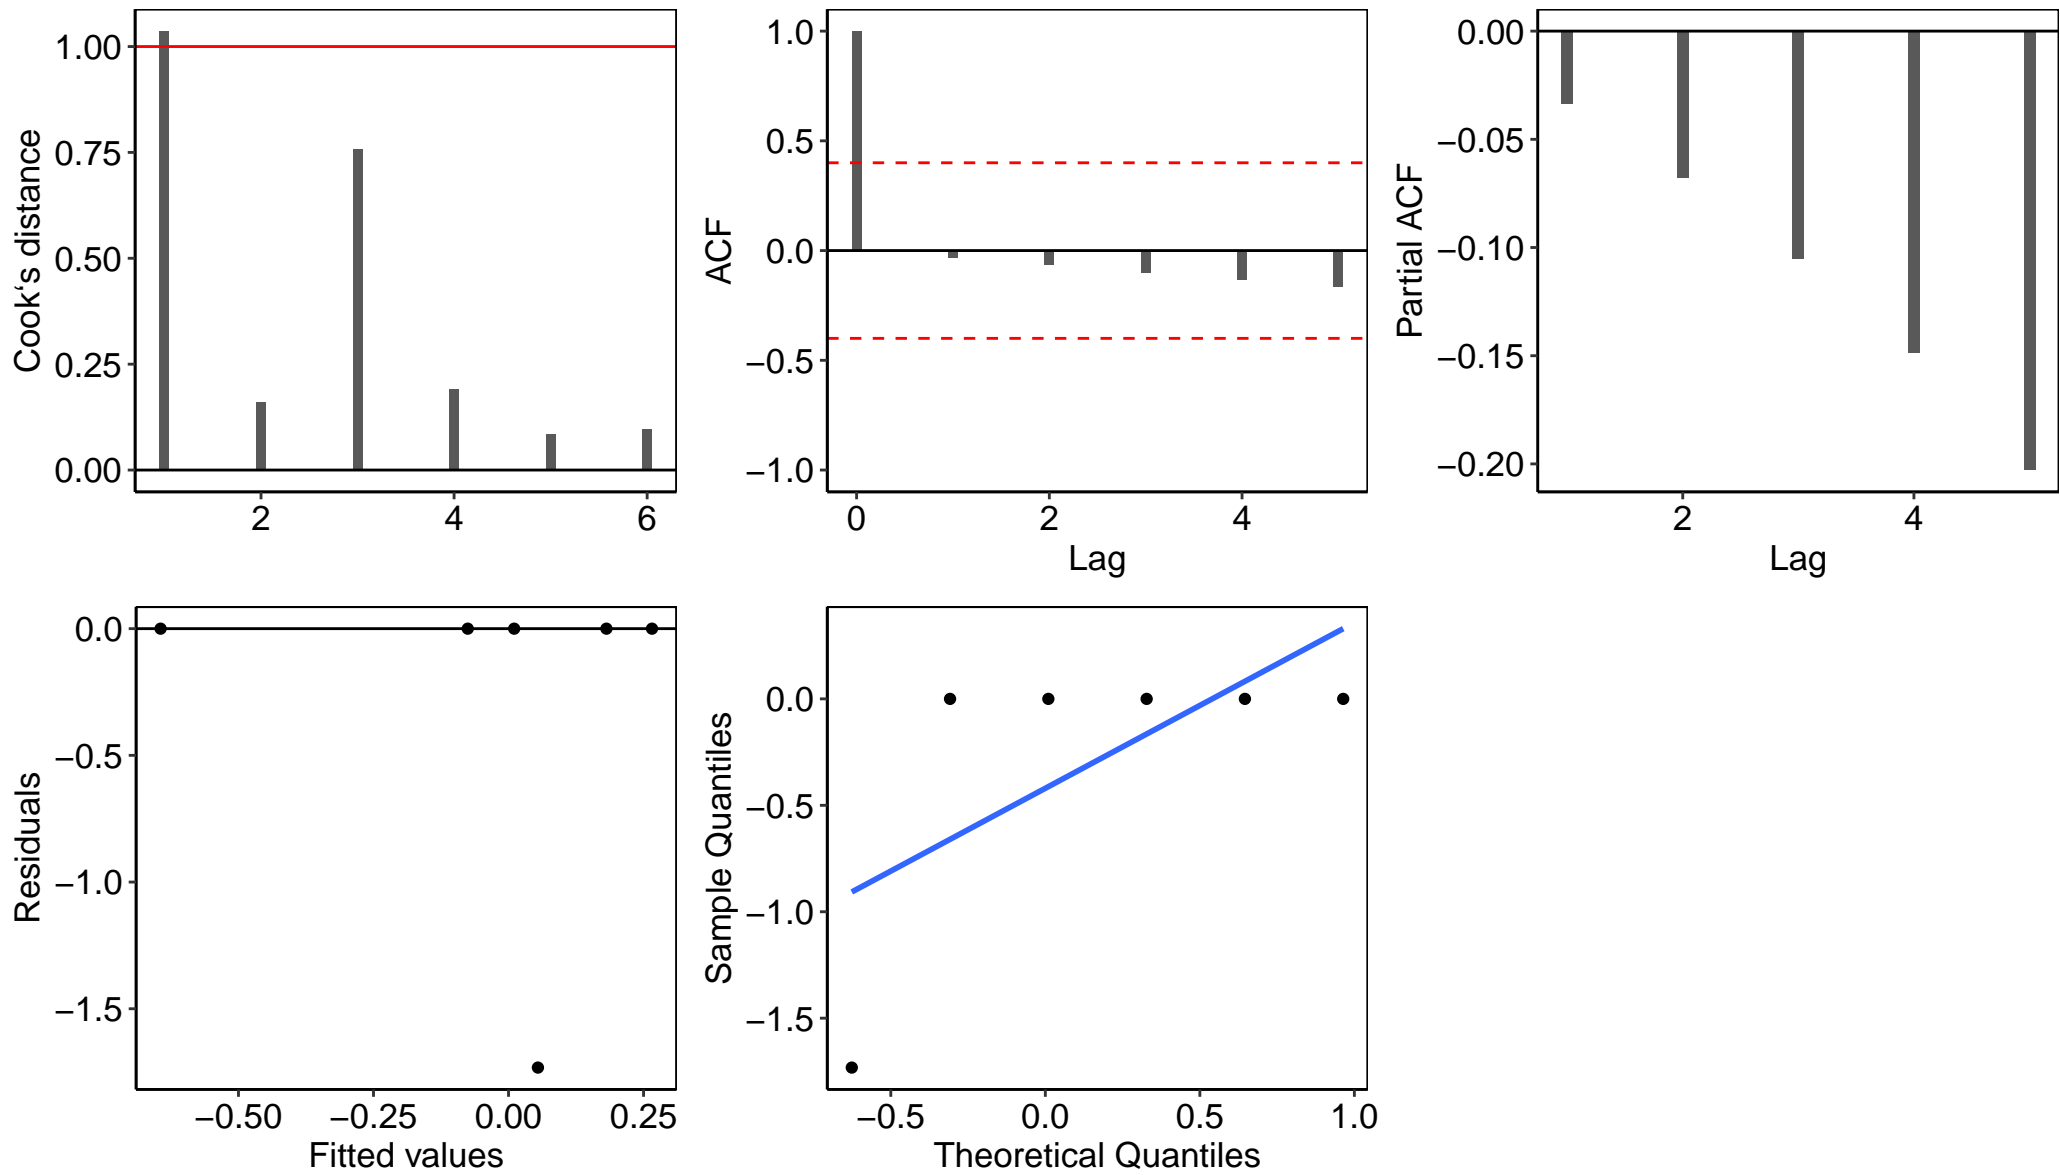 Cook‘s distance
1.00
0.75
0.50
0.25
0.00
2 4 6
ACF
1.0
0.5
0.0
−0.5
−1.0
0 2 4
Lag
Partial ACF
0.00
−0.05
−0.10
−0.15
−0.20
2 4
Lag
Residuals
0.0
−0.5
−1.0
−1.5
−0.50 −0.25 0.00 0.25
Fitted values
Sample Quantiles
0.0
−0.5
−1.0
−1.5
−0.5 0.0 0.5 1.0
Theoretical Quantiles